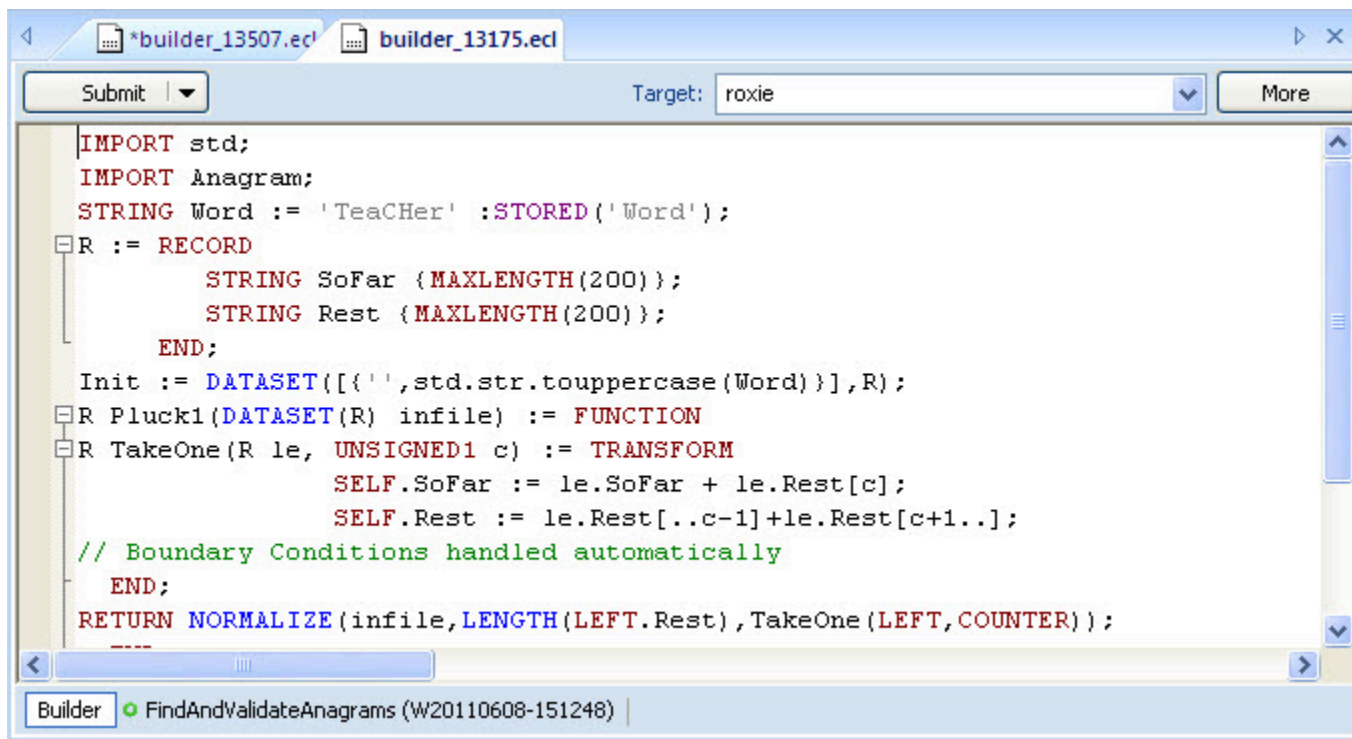 *builder_13507.ecl builder_13175.ecl
Submit Target: roxie More
IMPORT std;
IMPORT Anagram;
STRING Word := 'TeaCHer' :STORED('Word');
R := RECORD
STRING SoFar {MAXLENGTH(200)};
STRING Rest {MAXLENGTH(200)};
END;
Init := DATASET([{'',std.str.touppercase(Word)}],R);
R Pluck1(DATASET(R) infile) := FUNCTION
R TakeOne(R le, UNSIGNED1 c) := TRANSFORM
SELF.SoFar := le.SoFar + le.Rest[c];
SELF.Rest := le.Rest[..c-1]+le.Rest[c+1..];
// Boundary Conditions handled automatically
END;
RETURN NORMALIZE(infile,LENGTH(LEFT.Rest),TakeOne(LEFT,COUNTER));
Builder FindAndValidateAnagrams (W20110608-151248)